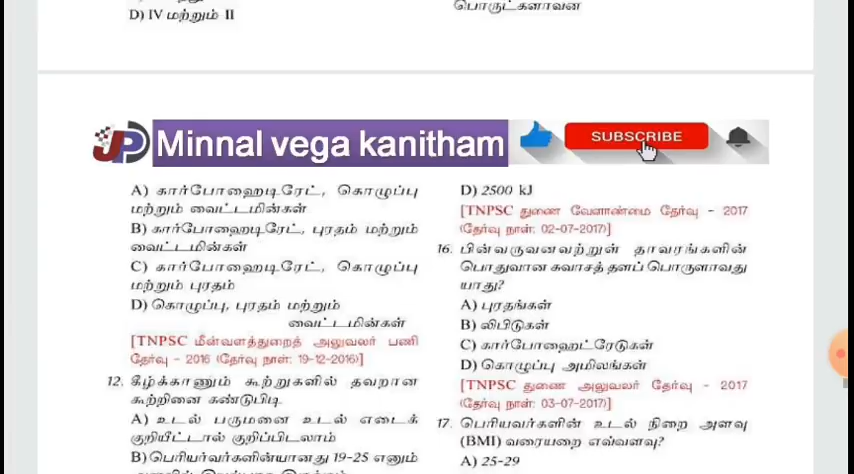 D) IV மற்றும் II
பொருட்களாவன
JP Minnal vega kanitham
SUBSCRIBE
A) கார்போஹைடிரேட், கொழுப்பு
மற்றும் வைட்டமின்கள்
B) கார்போஹைடிரேட், புரதம் மற்றும்
வைட்டமின்கள்
C) கார்போஹைடிரேட், கொழுப்பு
மற்றும் புரதம்
D) கொழுப்பு, புரதம் மற்றும்
வைட்டமின்கள்
[TNPSC மீன்வளத்துறைத் அலுவலர் பணி
தேர்வு - 2016 (தேர்வு நாள்: 19-12-2016)]
12. கீழ்க்காணும் கூற்றுகளில் தவறான
கூற்றினை கண்டுபிடி.
A) உடல் பருமனை உடல் எடைக்
குறியீட்டால் குறிப்பிடலாம்
B) பெரியர்வர்களின்யானது 19-25 எனும்
D) 2500 kJ
[TNPSC துணை வேளாண்மை தேர்வு - 2017
(தேர்வு நாள்: 02-07-2017)]
16. பின்வருவனவற்றுள் தாவரங்களின்
பொதுவான சுவாசத் தளப் பொருளாவது
யாது?
A) புரதங்கள்
B) லிபிடுகள்
C) கார்போஹைட்ரேடுகள்
D) கொழுப்பு அமிலங்கள்
[TNPSC துணை அலுவலர் தேர்வு - 2017
(தேர்வு நாள்: 03-07-2017)]
17. பெரியவர்களின் உடல் நிறை அளவு
(BMI) வரையறை எவ்வளவு?
A) 25-29